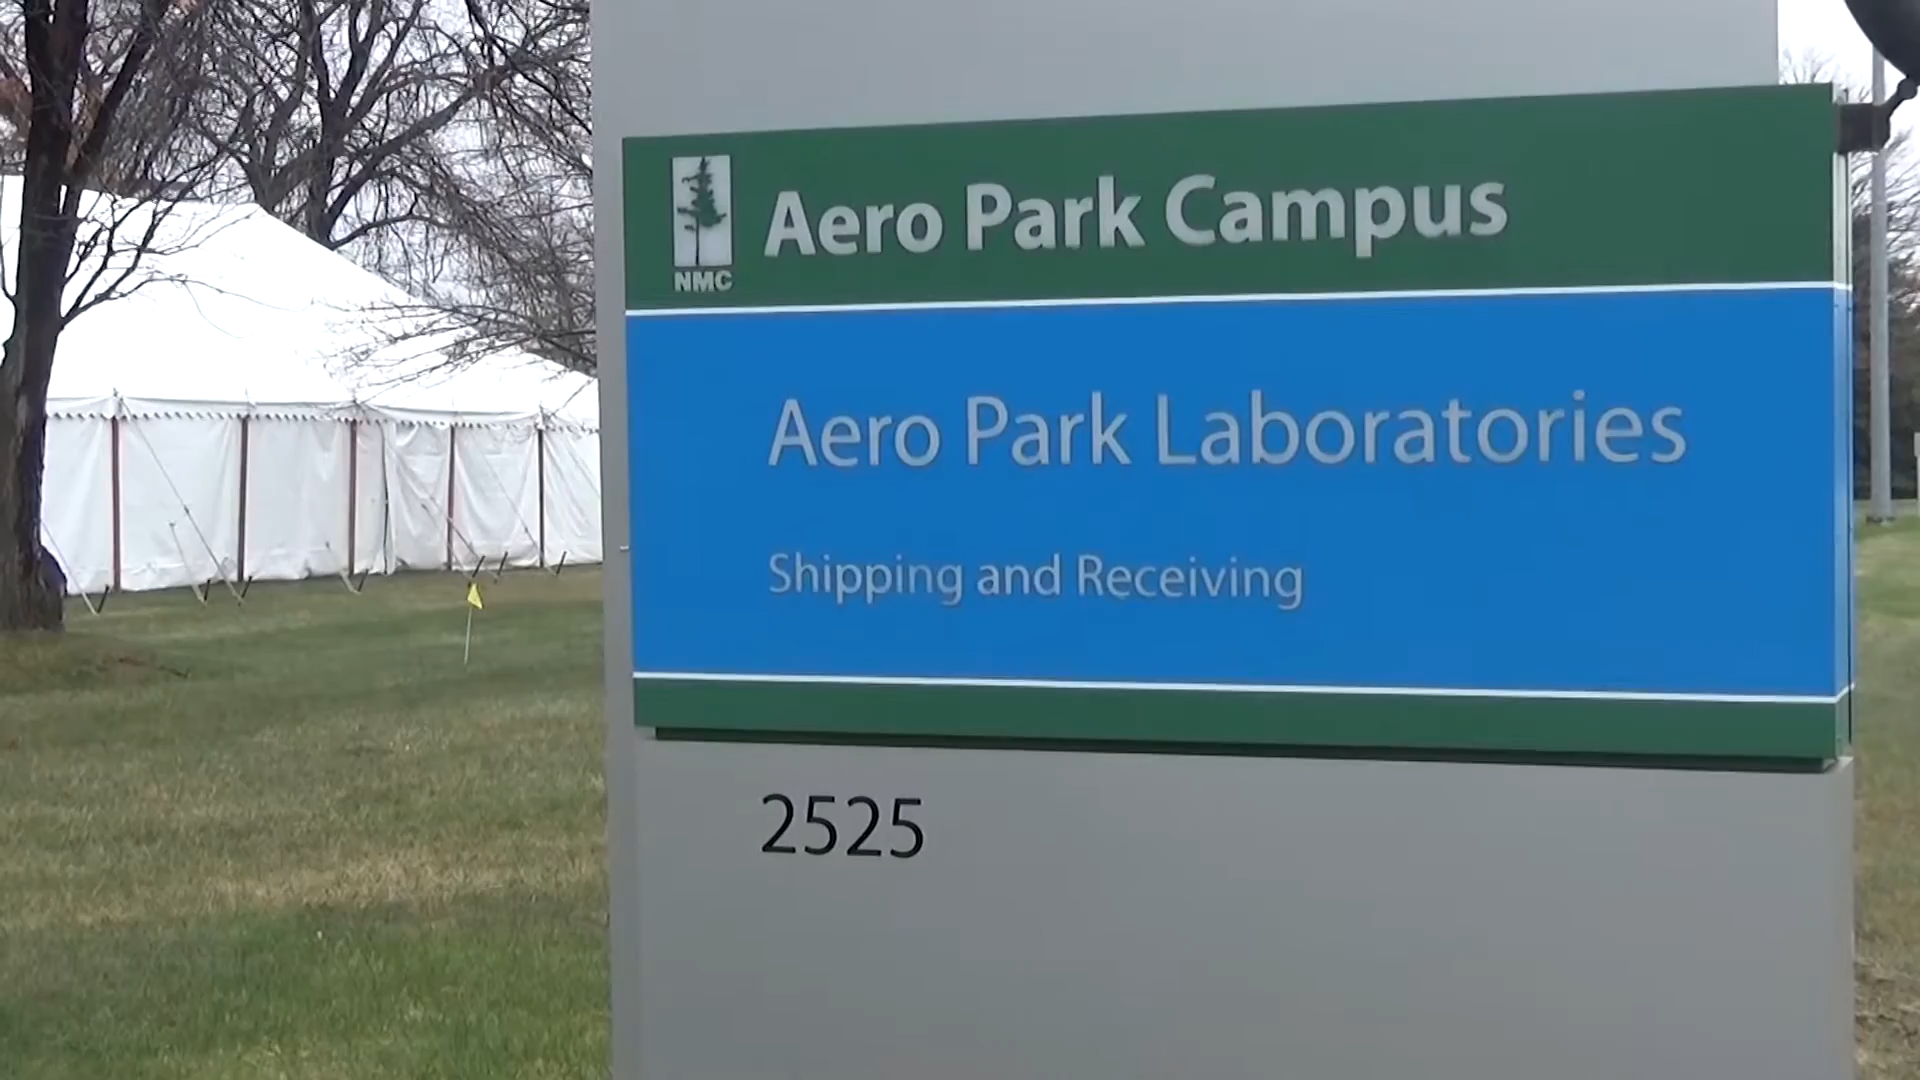 NMC
Aero Park Campus
Aero Park Laboratories
Shipping and Receiving
2525